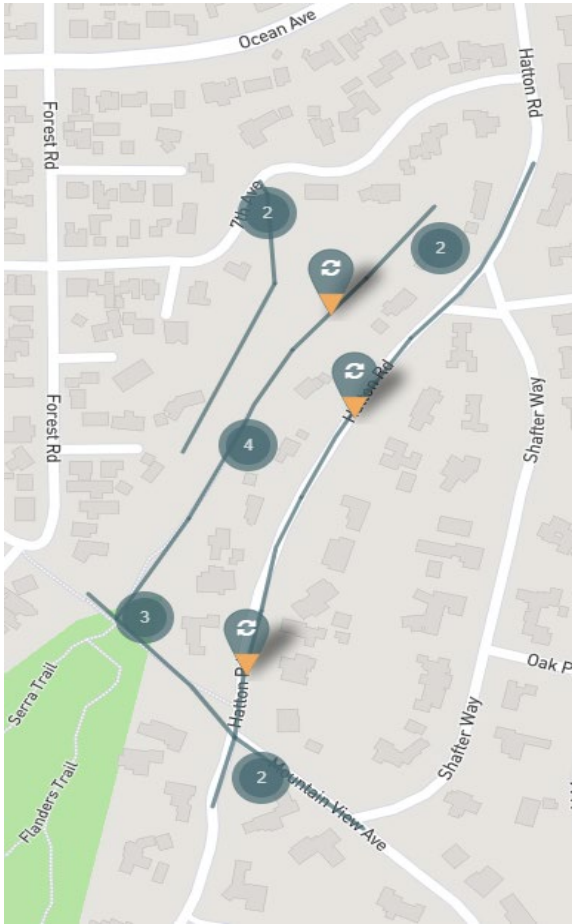 Ocean Ave
Hatton Rd
Forest Rd
7th Ave
2
2
Hatton Rd
Forest Rd
Shafter Way
4
3
Oak P
Serra Trail
Hatton R
Shafter Way
2
Mountain View Ave
Flanders Trail